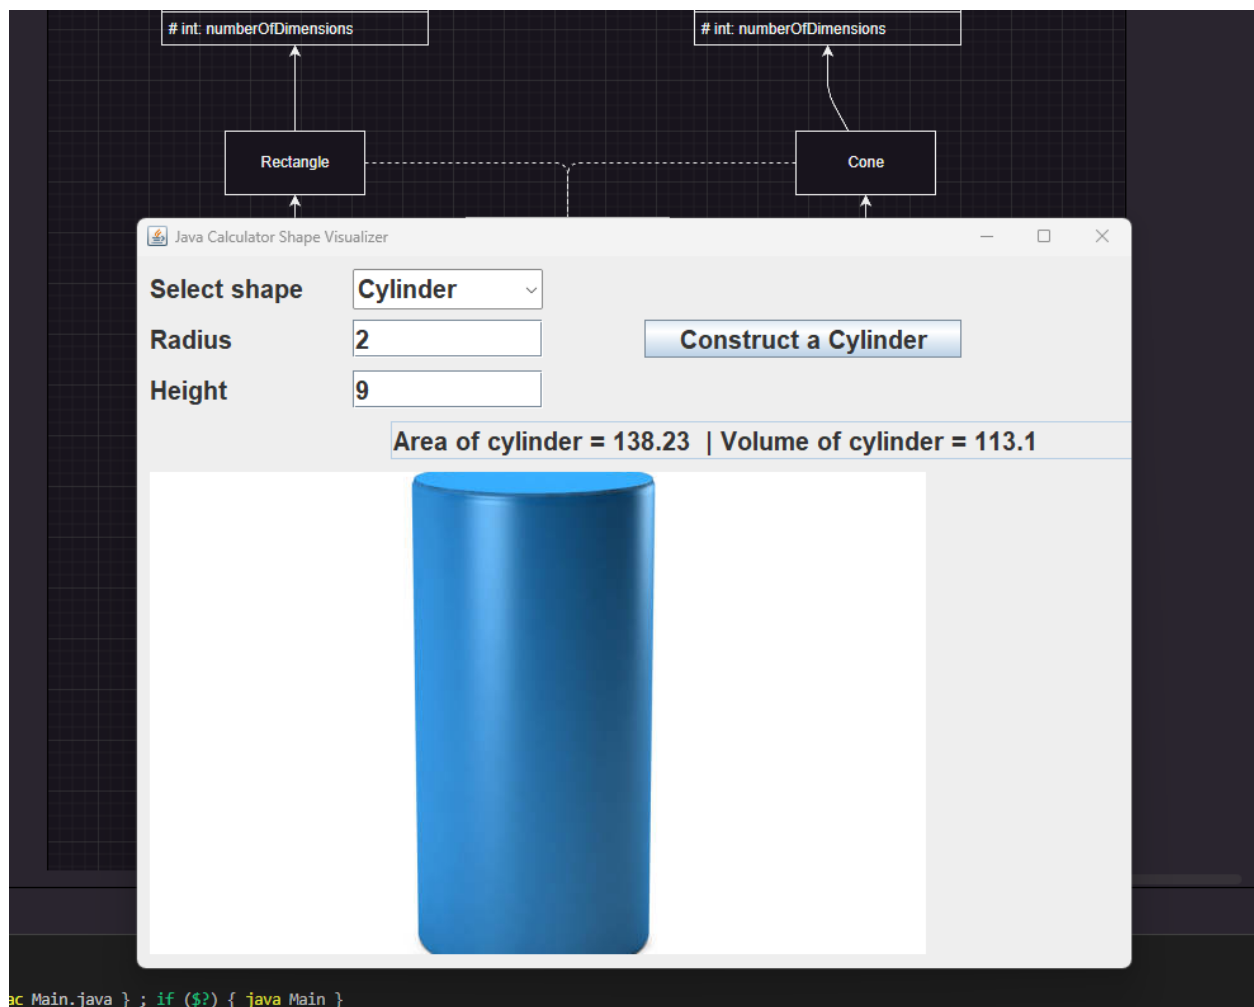 # int: numberOfDimensions
# int: numberOfDimensions
Rectangle
Cone
Java Calculator Shape Visualizer
Select shape
Cylinder
Radius
2
Construct a Cylinder
Height
9
Area of cylinder = 138.23 | Volume of cylinder = 113.1
ac Main.java } ; if ($?) { java Main }